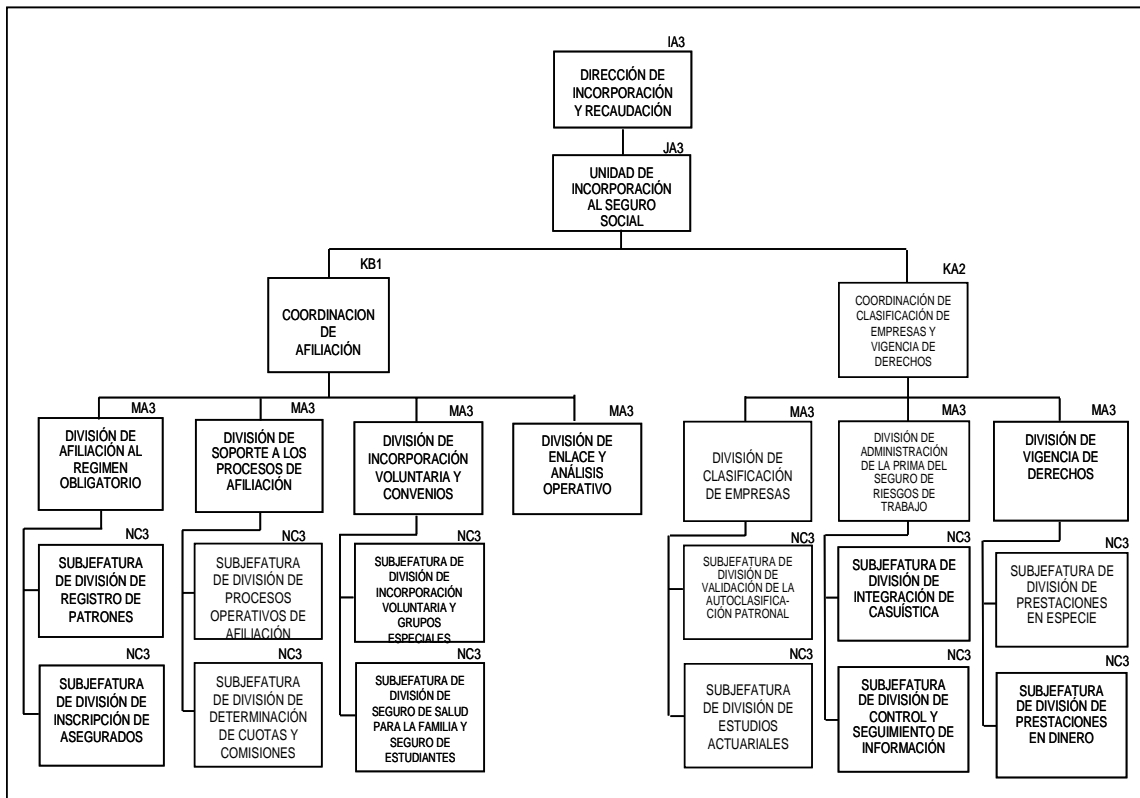 IA3
DIRECCIÓN DE
INCORPORACIÓN
Y RECAUDACIÓN
JA3
UNIDAD DE
INCORPORACIÓN
AL SEGURO
SOCIAL
KB1
COORDINACION
DE
AFILIACIÓN
KA2
COORDINACIÓN DE
CLASIFICACIÓN DE
EMPRESAS Y
VIGENCIA DE
DERECHOS
MA3
DIVISIÓN DE
AFILIACIÓN AL
REGIMEN
OBLIGATORIO
MA3
DIVISIÓN DE
SOPORTE A LOS
PROCESOS DE
AFILIACIÓN
MA3
DIVISIÓN DE
INCORPORACIÓN
VOLUNTARIA Y
CONVENIOS
MA3
DIVISIÓN DE
ENLACE Y
ANÁLISIS
OPERATIVO
MA3
DIVISIÓN DE
CLASIFICACIÓN
DE EMPRESAS
MA3
DIVISIÓN DE
ADMINISTRACIÓN
DE LA PRIMA DEL
SEGURO DE
RIESGOS DE
TRABAJO
MA3
DIVISIÓN DE
VIGENCIA DE
DERECHOS
NC3
SUBJEFATURA
DE DIVISIÓN DE
REGISTRO DE
PATRONES
NC3
SUBJEFATURA
DE DIVISIÓN DE
PROCESOS
OPERATIVOS DE
AFILIACIÓN
NC3
SUBJEFATURA DE
DIVISIÓN DE
INCORPORACIÓN
VOLUNTARIA Y
GRUPOS
ESPECIALES
NC3
SUBJEFATURA DE
DIVISIÓN DE
VALIDACIÓN DE LA
AUTOCLASIFICA-
CIÓN PATRONAL
NC3
SUBJEFATURA DE
DIVISIÓN DE
INTEGRACIÓN DE
CASUÍSTICA
NC3
SUBJEFATURA DE
DIVISIÓN DE
PRESTACIONES
EN ESPECIE
NC3
SUBJEFATURA
DE DIVISIÓN DE
INSCRIPCIÓN DE
ASEGURADOS
NC3
SUBJEFATURA
DE DIVISIÓN DE
DETERMINACIÓN
DE CUOTAS Y
COMISIONES
NC3
SUBJEFATURA DE
DIVISIÓN DE
SEGURO DE SALUD
PARA LA FAMILIA Y
SEGURO DE
ESTUDIANTES
NC3
SUBJEFATURA
DE DIVISIÓN DE
ESTUDIOS
ACTUARIALES
NC3
SUBJEFATURA
DE DIVISIÓN DE
CONTROL Y
SEGUIMIENTO DE
INFORMACIÓN
NC3
SUBJEFATURA
DE DIVISIÓN DE
PRESTACIONES
EN DINERO